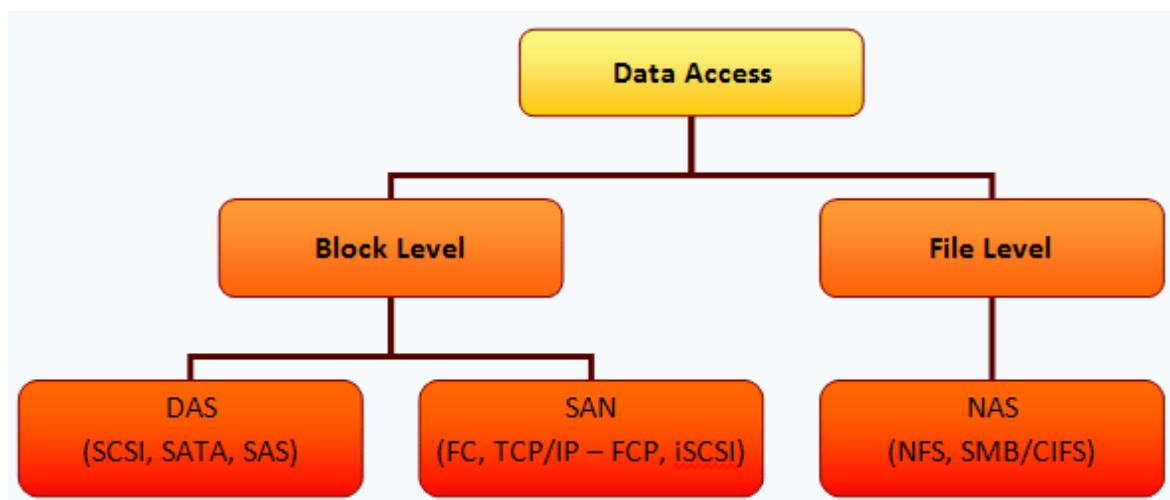 Data Access
Block Level
File Level
DAS
(SCSI, SATA, SAS)
SAN
(FC, TCP/IP – FCP, iSCSI)
NAS
(NFS, SMB/CIFS)